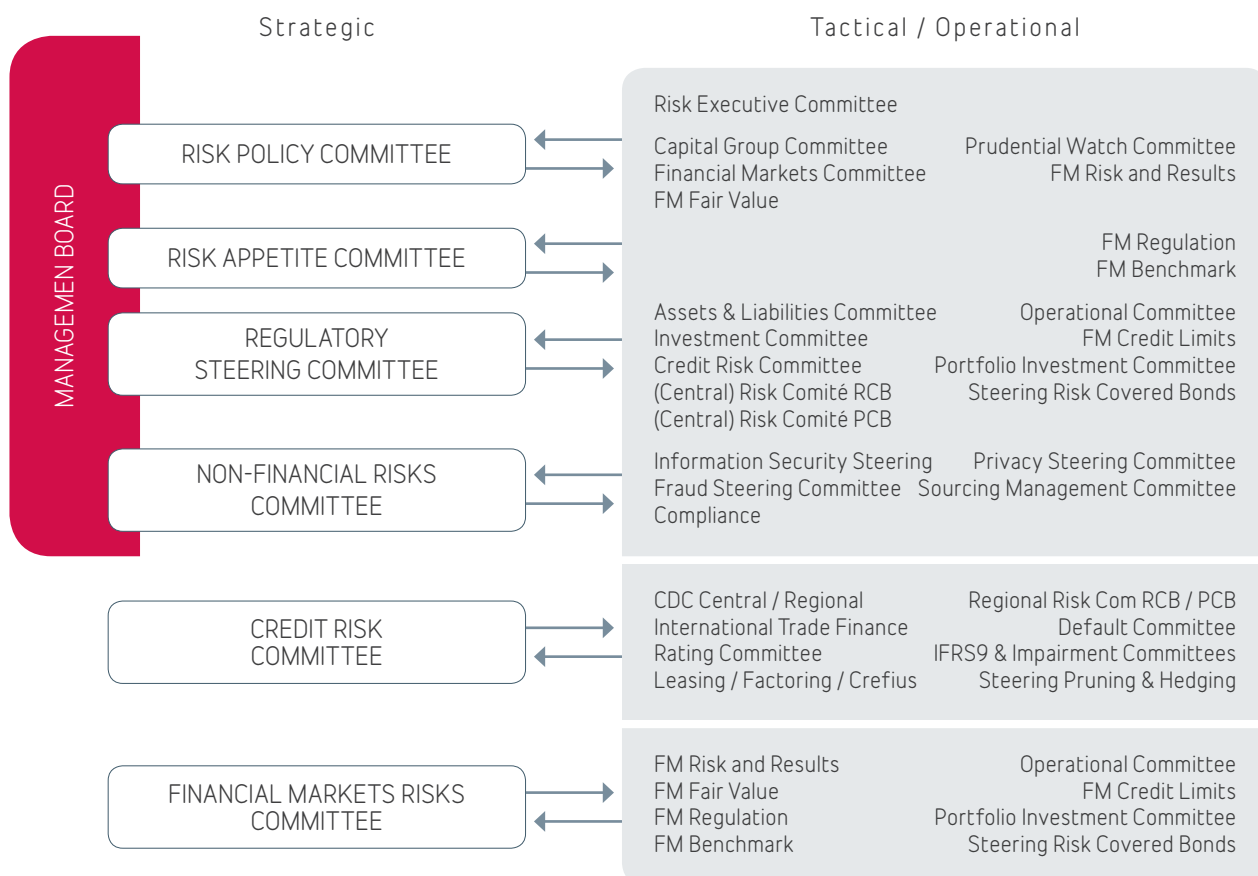 Strategic
Tactical / Operational
MANAGEMEN BOARD
RISK POLICY COMMITTEE
RISK APPETITE COMMITTEE
REGULATORY
STEERING COMMITTEE
NON-FINANCIAL RISKS
COMMITTEE
Risk Executive Committee
Capital Group Committee Prudential Watch Committee
Financial Markets Committee FM Risk and Results
FM Fair Value
FM Regulation
FM Benchmark
Assets & Liabilities Committee Operational Committee
Investment Committee FM Credit Limits
Credit Risk Committee Portfolio Investment Committee
(Central) Risk Comité RCB Steering Risk Covered Bonds
(Central) Risk Comité PCB
Information Security Steering Privacy Steering Committee
Fraud Steering Committee Sourcing Management Committee
Compliance
CREDIT RISK
COMMITTEE
CDC Central / Regional Regional Risk Com RCB / PCB
International Trade Finance Default Committee
Rating Committee IFRS9 & Impairment Committees
Leasing / Factoring / Crefius Steering Pruning & Hedging
FINANCIAL MARKETS RISKS
COMMITTEE
FM Risk and Results Operational Committee
FM Fair Value FM Credit Limits
FM Regulation Portfolio Investment Committee
FM Benchmark Steering Risk Covered Bonds